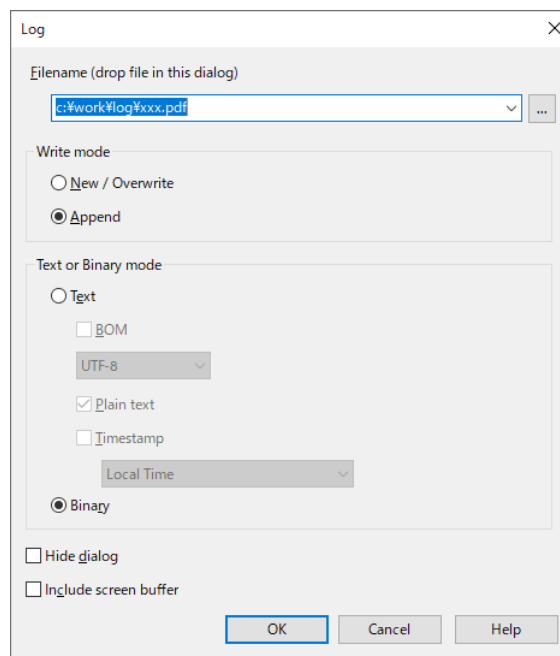 Log
Filename (drop file in this dialog)
c:¥work¥log¥xxx.pdf
...
Write mode
New / Overwrite
Append
Text or Binary mode
Text
BOM
UTF-8
Plain text
Timestamp
Local Time
Binary
Hide dialog
Include screen buffer
OK Cancel Help